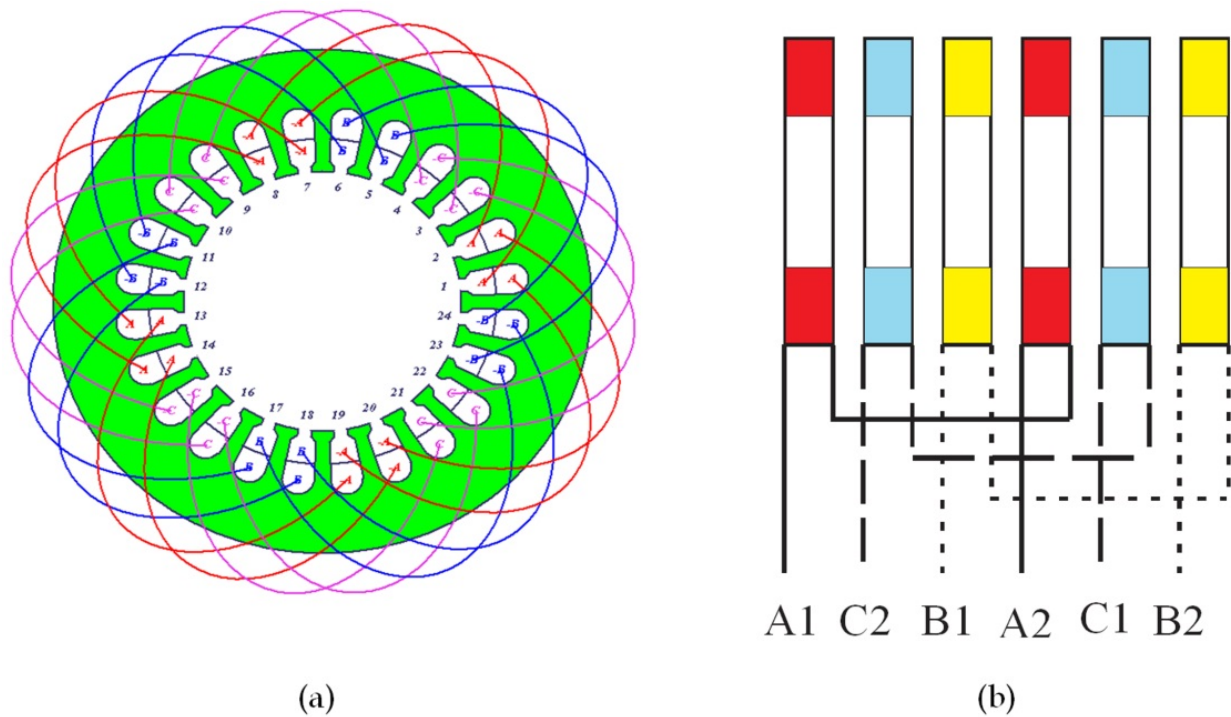 -A B
-A B
-A B
C -A B -C
C -C
8 7 6 5
C 9 4 -C
C -C
-B 10 3 A
-B A
11 2
-B -B 12 1 A A
A A 13 24 -B -B
14 23
A -B
A 15 22 -B
-C 16 21 -C
C C
17 18 19 20
-C -C
B -A
C C
B -A
B -A
B -A
A1 C2 B1 A2 C1 B2
(a) (b)